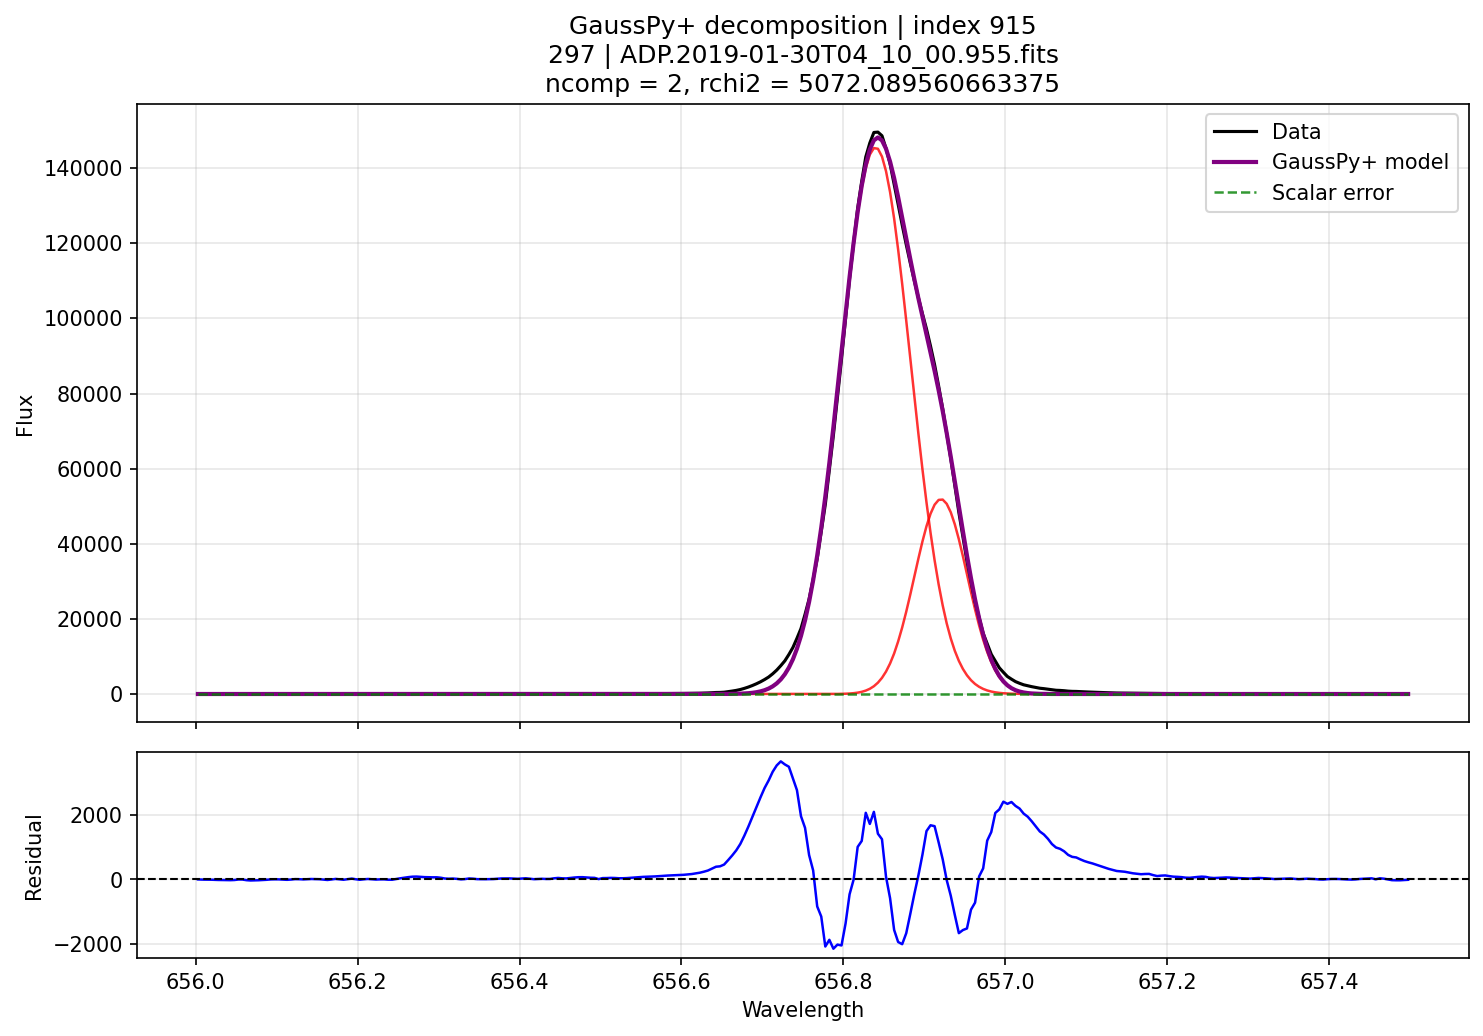 GaussPy+ decomposition | index 915
297 | ADP.2019-01-30T04_10_00.955.fits
ncomp = 2, rchi2 = 5072.089560663375
Data
GaussPy+ model
Scalar error
140000
120000
100000
80000
60000
40000
20000
0
Flux
2000
0
−2000
Residual
656.0
656.2
656.4
656.6
656.8
657.0
657.2
657.4
Wavelength